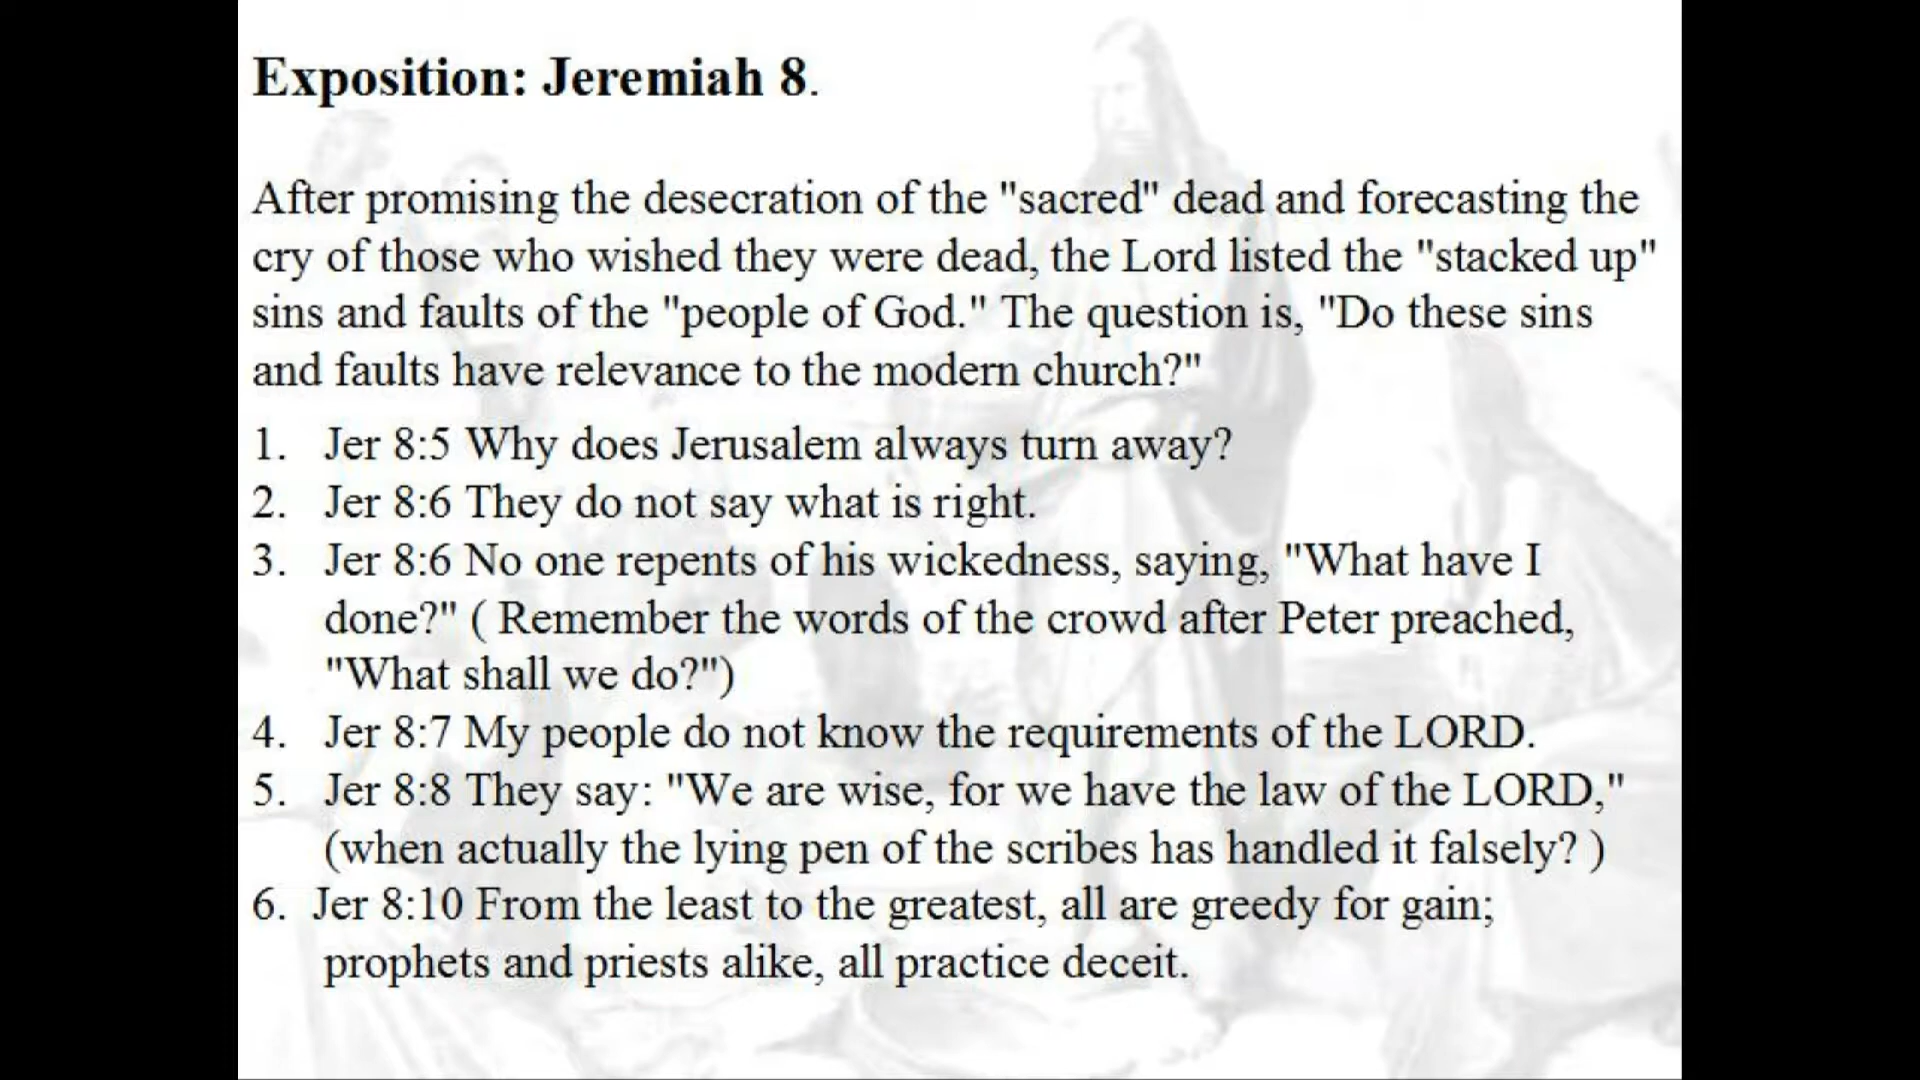 Exposition: Jeremiah 8.
After promising the desecration of the "sacred" dead and forecasting the
cry of those who wished they were dead, the Lord listed the "stacked up"
sins and faults of the "people of God." The question is, "Do these sins
and faults have relevance to the modern church?"
1. Jer 8:5 Why does Jerusalem always turn away?
2. Jer 8:6 They do not say what is right.
3. Jer 8:6 No one repents of his wickedness, saying, "What have I
done?" ( Remember the words of the crowd after Peter preached,
"What shall we do?")
4. Jer 8:7 My people do not know the requirements of the LORD.
5. Jer 8:8 They say: "We are wise, for we have the law of the LORD,"
(when actually the lying pen of the scribes has handled it falsely? )
6. Jer 8:10 From the least to the greatest, all are greedy for gain;
prophets and priests alike, all practice deceit.